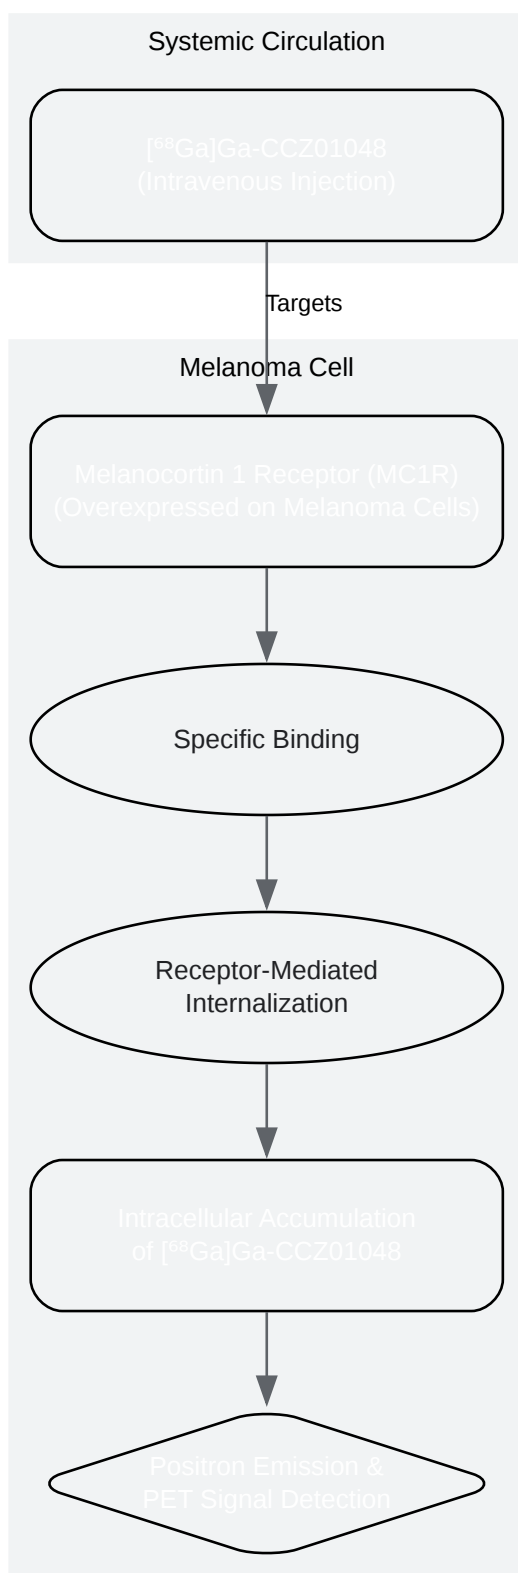 Systemic Circulation
[⁶⁸Ga]Ga-CCZ01048
(Intravenous Injection)
Targets
Melanoma Cell
Melanocortin 1 Receptor (MC1R)
(Overexpressed on Melanoma Cells)
Specific Binding
Receptor-Mediated
Internalization
Intracellular Accumulation
of [⁶⁸Ga]Ga-CCZ01048
Positron Emission &
PET Signal Detection